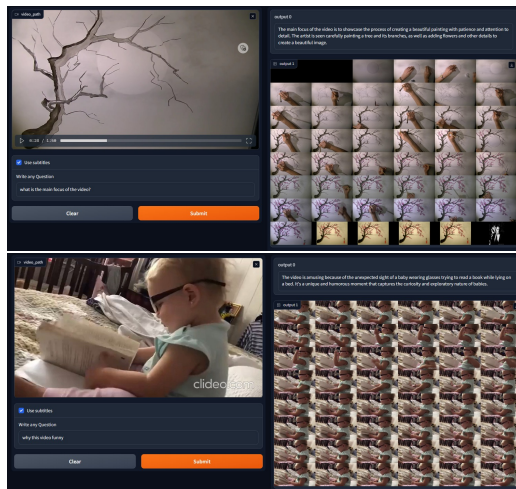 video_path
0:38 / 1:50
Use subtitles
Write any Question
what is the main focus of the video?
Clear
Submit
output 0
The main focus of the video is to showcase the process of creating a beautiful painting with patience and attention to
detail. The artist is seen carefully painting a tree and its branches, as well as adding flowers and other details to
create a beautiful image.
output 1
video_path
clideo.com
Use subtitles
Write any Question
why this video funny
Clear
Submit
output 0
The video is amusing because of the unexpected sight of a baby wearing glasses trying to read a book while lying on
a bed. It's a unique and humorous moment that captures the curiosity and exploratory nature of babies.
output 1